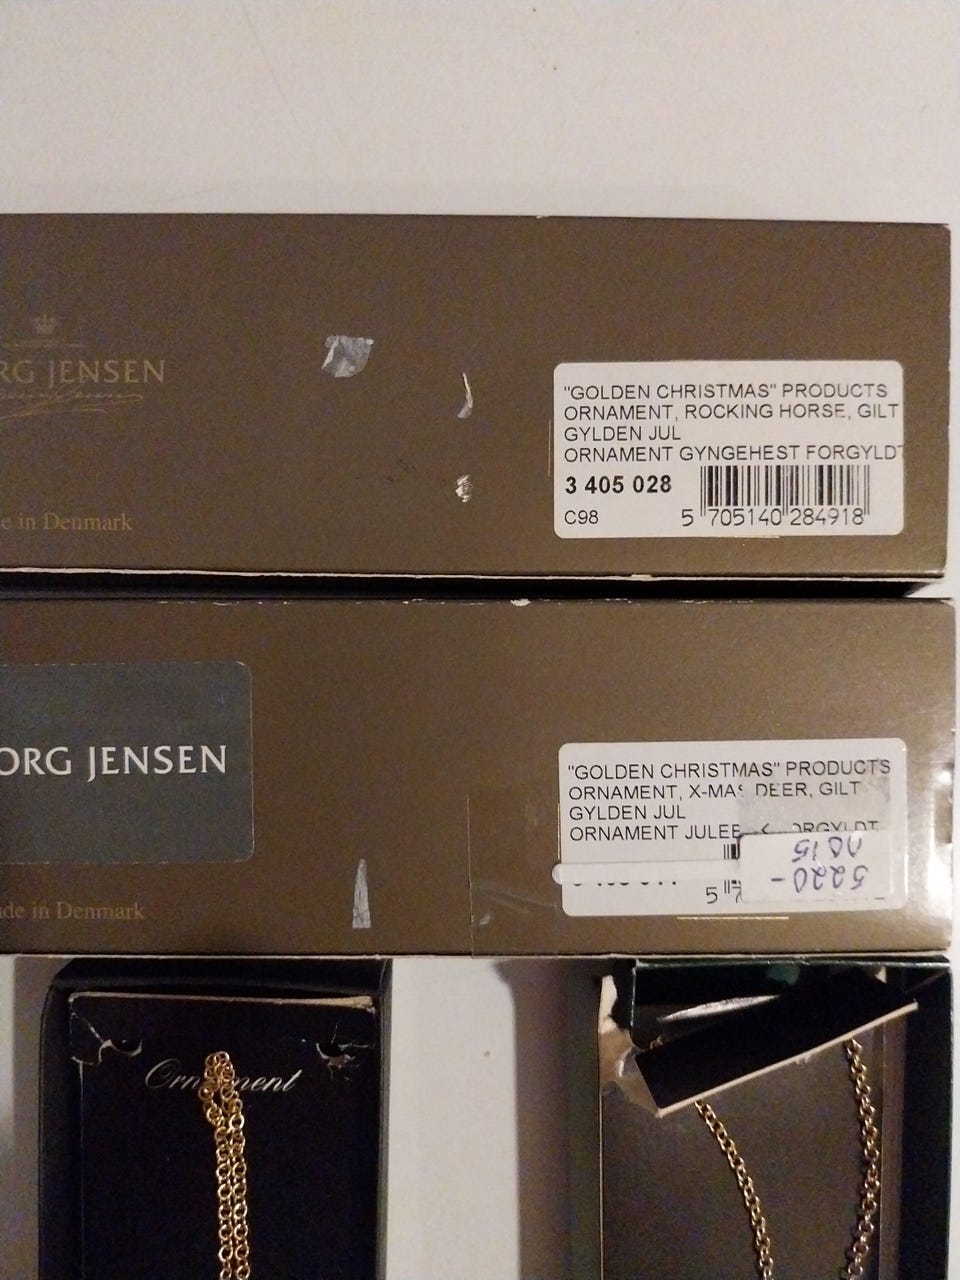 RG JENSEN
e in Denmark
"GOLDEN CHRISTMAS" PRODUCTS
ORNAMENT, ROCKING HORSE, GILT
GYLDEN JUL
ORNAMENT GYNGEHEST FORGYLDT
3 405 028
C98
5 705140 284918
ORG JENSEN
de in Denmark
"GOLDEN CHRISTMAS" PRODUCTS
ORNAMENT, X-MAS DEER, GILT
GYLDEN JUL
ORNAMENT
5 7
5220-
Ornament